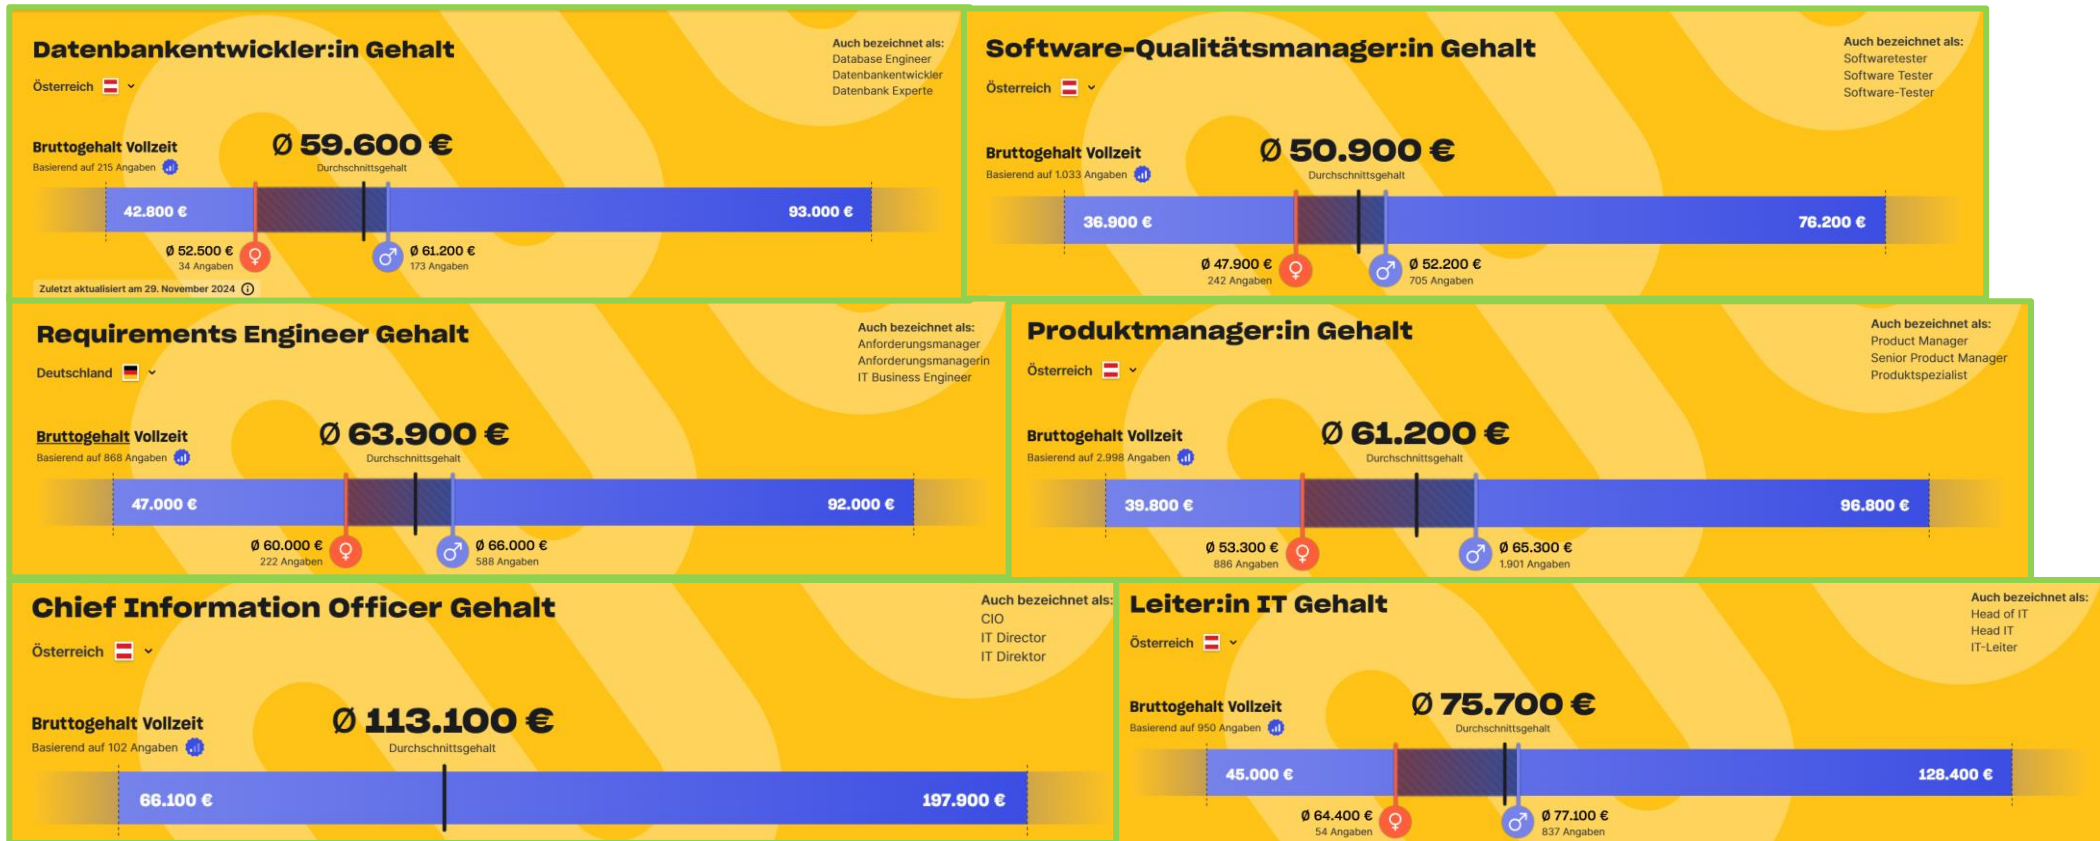 Datenbankentwickler:in Gehalt
Österreich
Auch bezeichnet als:
Database Engineer
Datenbankentwickler
Datenbank Experte
Bruttogehalt Vollzeit
Basierend auf 215 Angaben
Ø 59.600 €
Durchschnittsgehalt
42.800 €
93.000 €
Ø 52.500 €
34 Angaben
Ø 61.200 €
173 Angaben
Zuletzt aktualisiert am 29. November 2024
Software-Qualitätsmanager:in Gehalt
Österreich
Auch bezeichnet als:
Softwaretester
Software Tester
Software-Tester
Bruttogehalt Vollzeit
Basierend auf 1.033 Angaben
Ø 50.900 €
Durchschnittsgehalt
36.900 €
76.200 €
Ø 47.900 €
242 Angaben
Ø 52.200 €
705 Angaben
Requirements Engineer Gehalt
Deutschland
Auch bezeichnet als:
Anforderungsmanager
Anforderungsmanagerin
IT Business Engineer
Bruttogehalt Vollzeit
Basierend auf 868 Angaben
Ø 63.900 €
Durchschnittsgehalt
47.000 €
92.000 €
Ø 60.000 €
222 Angaben
Ø 66.000 €
588 Angaben
Produktmanager:in Gehalt
Österreich
Auch bezeichnet als:
Product Manager
Senior Product Manager
Produktspezialist
Bruttogehalt Vollzeit
Basierend auf 2.998 Angaben
Ø 61.200 €
Durchschnittsgehalt
39.800 €
96.800 €
Ø 53.300 €
886 Angaben
Ø 65.300 €
1.901 Angaben
Chief Information Officer Gehalt
Österreich
Auch bezeichnet als:
CIO
IT Director
IT Direktor
Bruttogehalt Vollzeit
Basierend auf 102 Angaben
Ø 113.100 €
Durchschnittsgehalt
66.100 €
197.900 €
Leiter:in IT Gehalt
Österreich
Auch bezeichnet als:
Head of IT
Head IT
IT-Leiter
Bruttogehalt Vollzeit
Basierend auf 950 Angaben
Ø 75.700 €
Durchschnittsgehalt
45.000 €
128.400 €
Ø 64.400 €
54 Angaben
Ø 77.100 €
837 Angaben